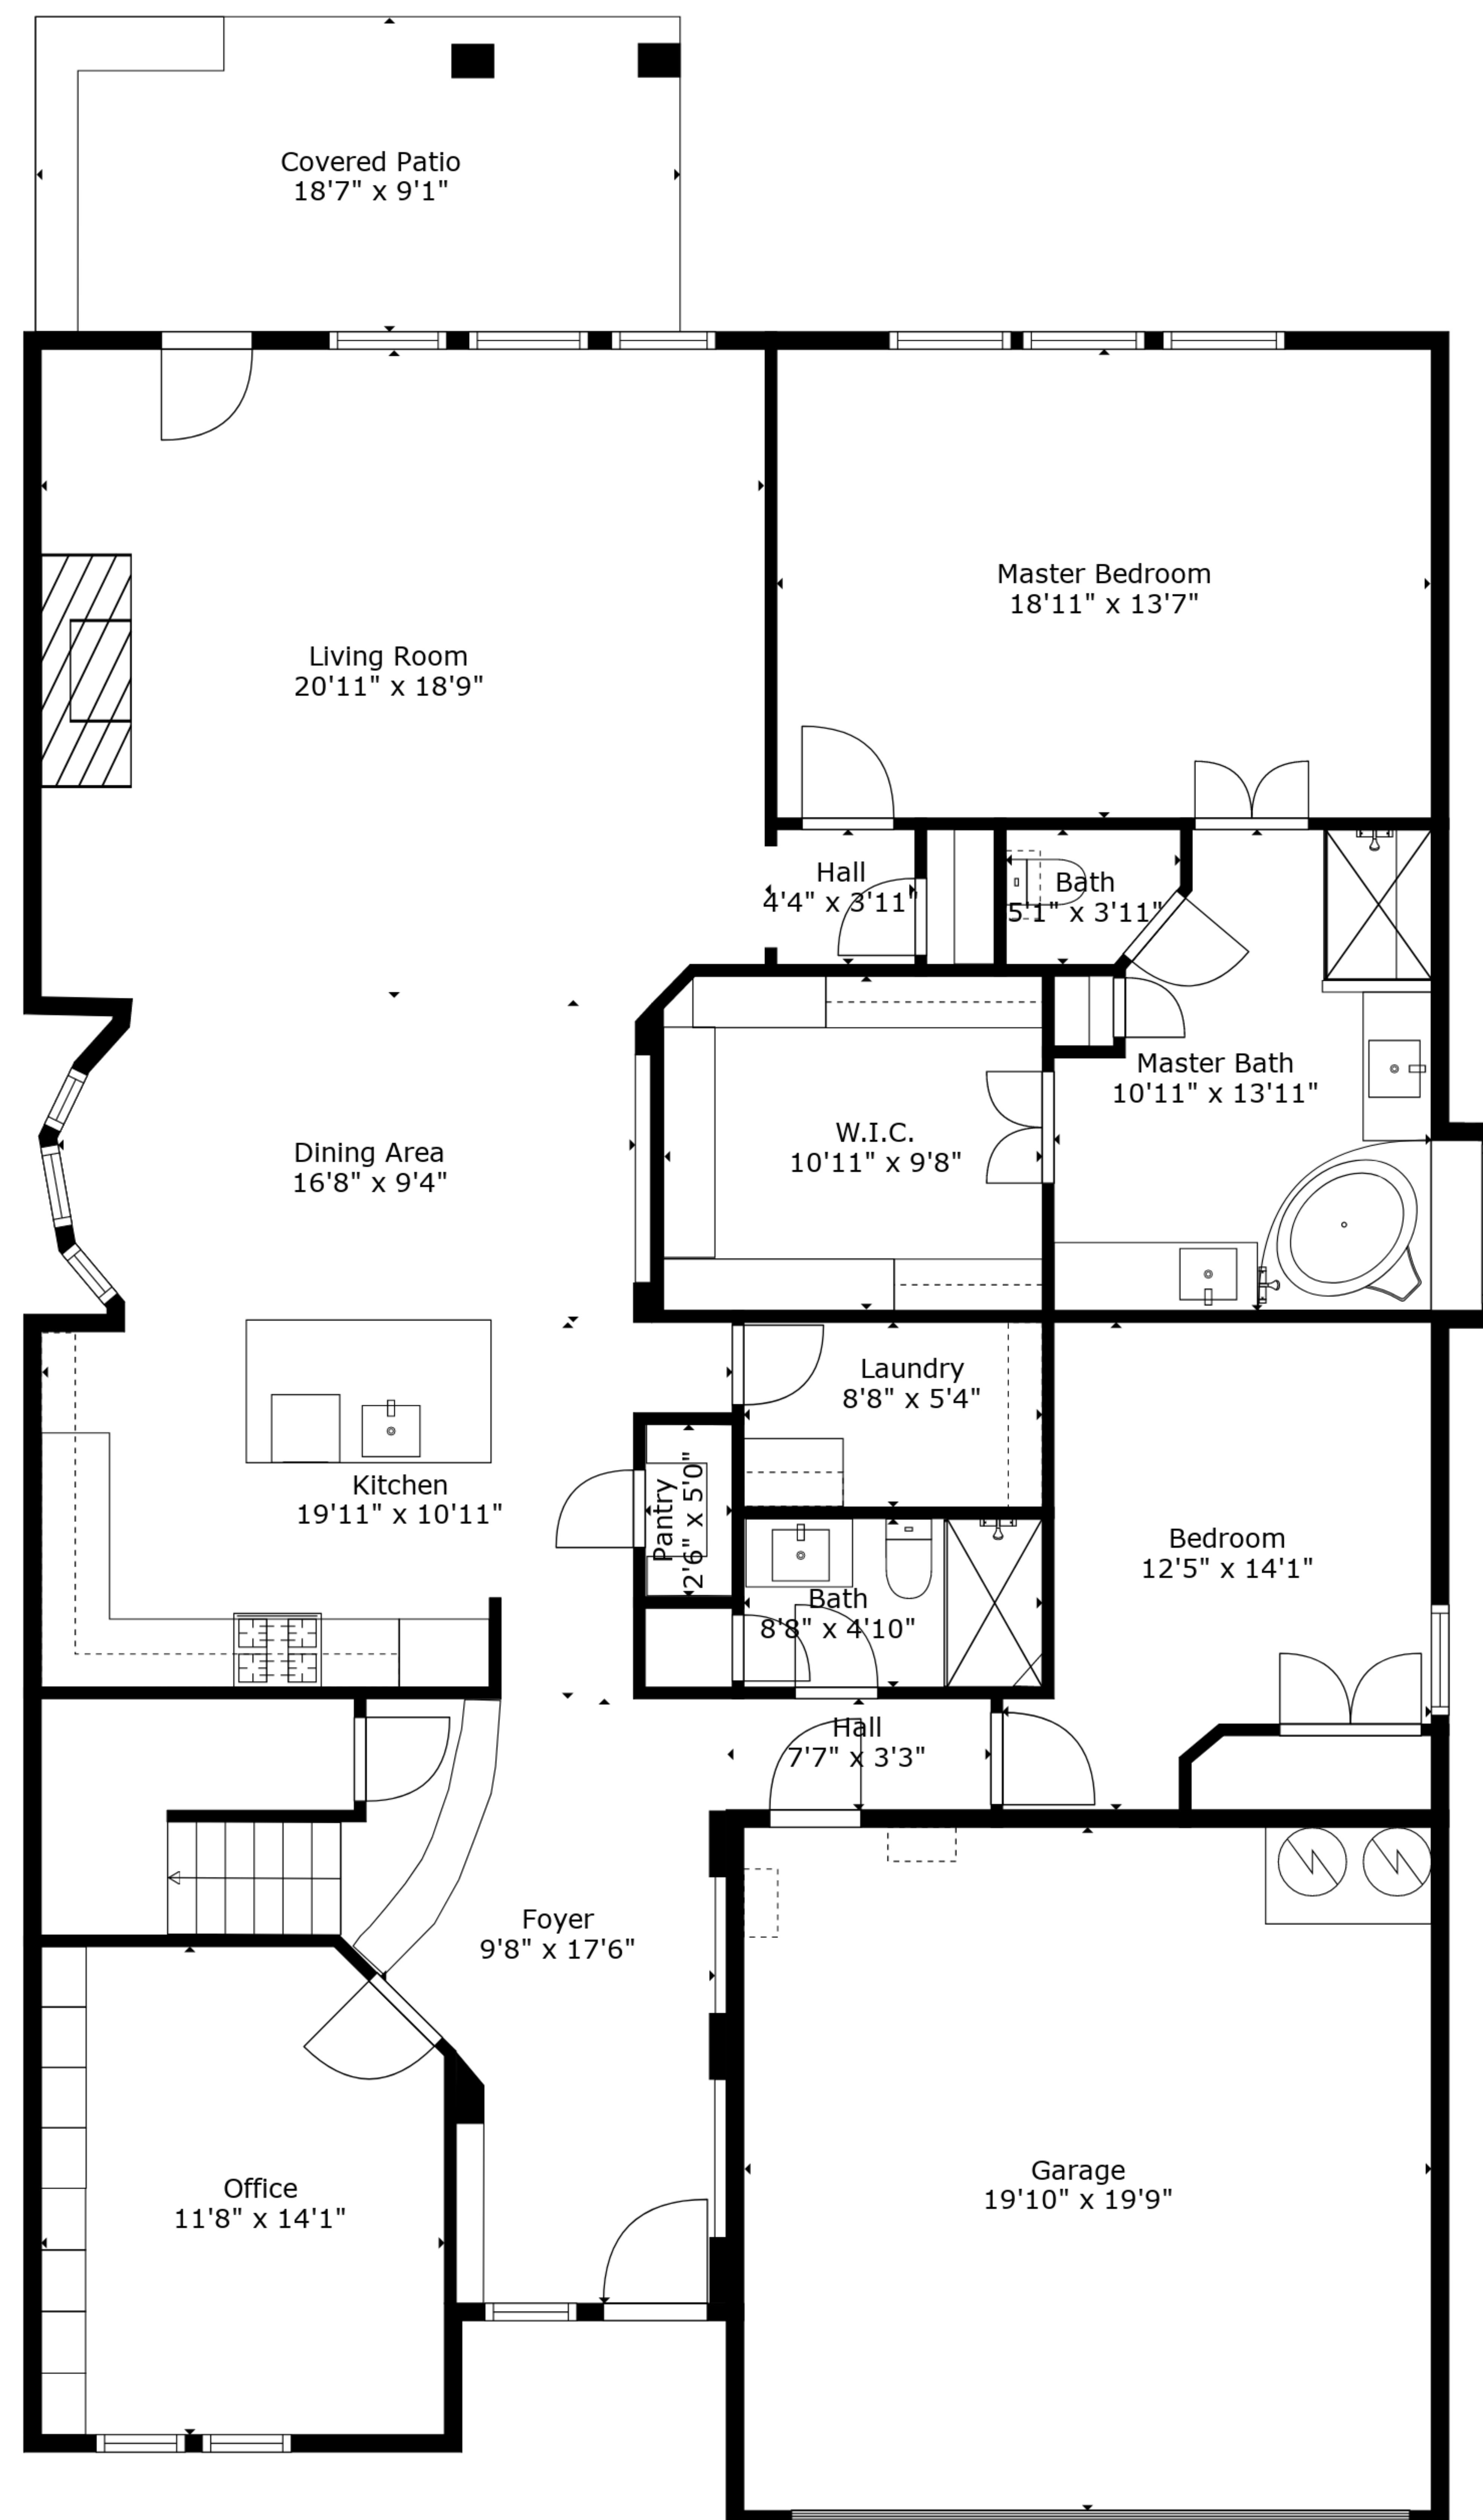 Covered Patio
18'7" x 9'1"
Master Bedroom
18'11" x 13'7"
Living Room
20'11" x 18'9"
Hall
4'4" x 3'11"
Bath
5'1" x 3'11"
Master Bath
10'11" x 13'11"
W.I.C.
10'11" x 9'8"
Dining Area
16'8" x 9'4"
Laundry
8'8" x 5'4"
Kitchen
19'11" x 10'11"
Pantry
2'6" x 5'0"
Bedroom
12'5" x 14'1"
Bath
8'8" x 4'10"
Hall
7'7" x 3'3"
Foyer
9'8" x 17'6"
Garage
19'10" x 19'9"
Office
11'8" x 14'1"